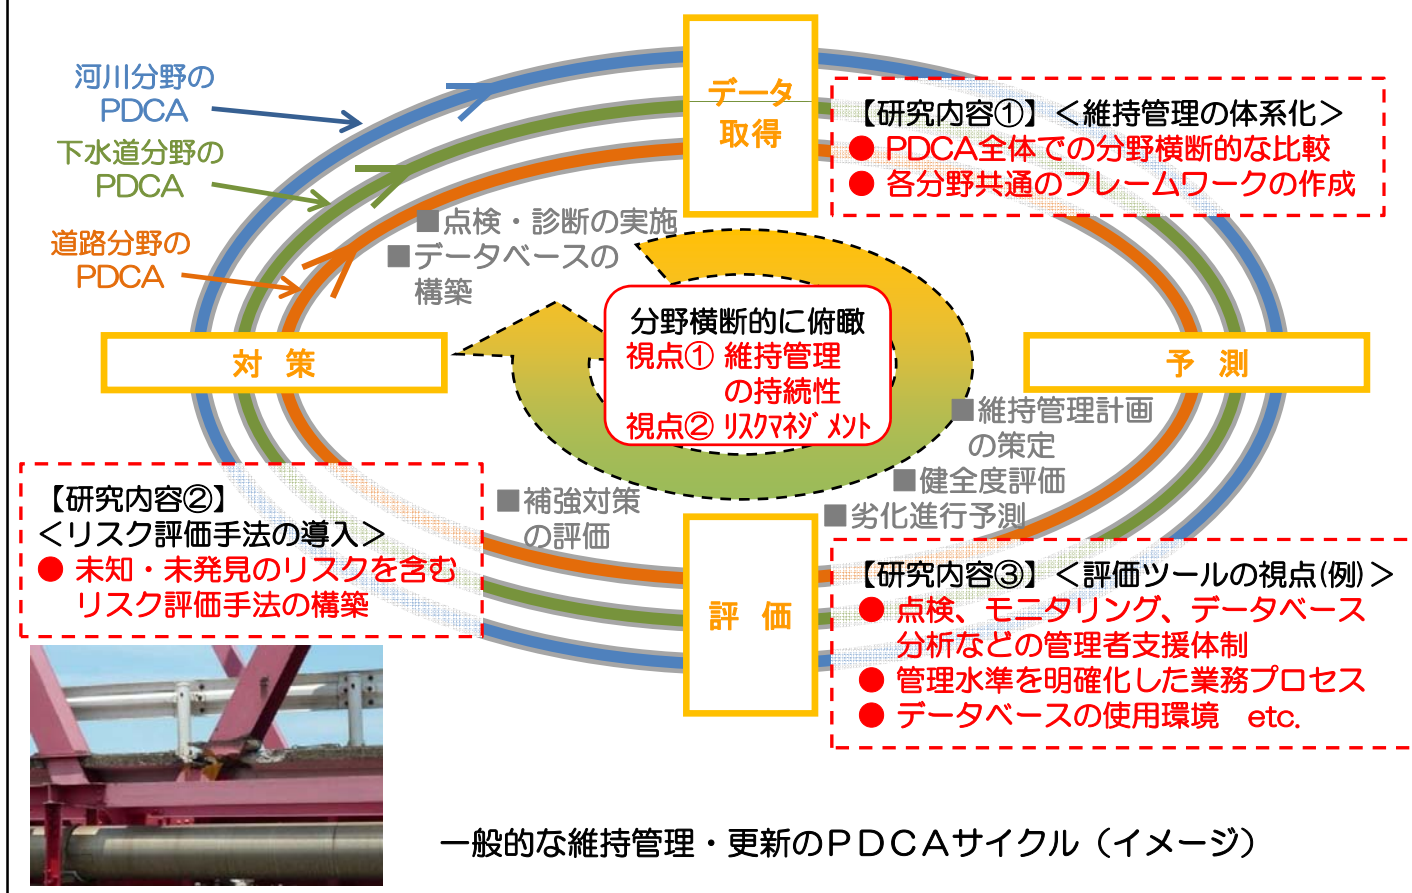 河川分野の
PDCA
下水道分野の
PDCA
道路分野の
PDCA
データ
取得
【研究内容①】＜維持管理の体系化＞
● PDCA全体での分野横断的な比較
● 各分野共通のフレームワークの作成
■点検・診断の実施
■データベースの
構築
分野横断的に俯瞰
視点① 維持管理
の持続性
視点② ﾘｽｸﾏﾈｼﾞﾒﾝﾄ
対 策
予 測
■維持管理計画
の策定
■健全度評価
■劣化進行予測
■補強対策
の評価
【研究内容②】
＜リスク評価手法の導入＞
● 未知・未発見のリスクを含む
リスク評価手法の構築
評 価
【研究内容③】＜評価ツールの視点(例)＞
● 点検、モニタリング、データベース
分析などの管理者支援体制
● 管理水準を明確化した業務プロセス
● データベースの使用環境　etc.
一般的な維持管理・更新のＰＤＣＡサイクル（イメージ）